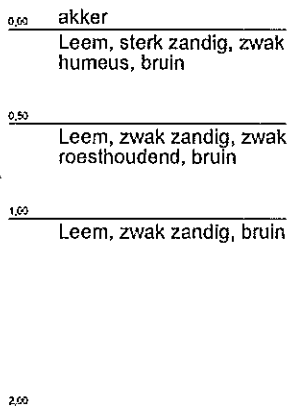 0,00 akker
Leem, sterk zandig, zwak
humeus, bruin
0,50
Leem, zwak zandig, zwak
roesthoudend, bruin
1,00
Leem, zwak zandig, bruin
2,00